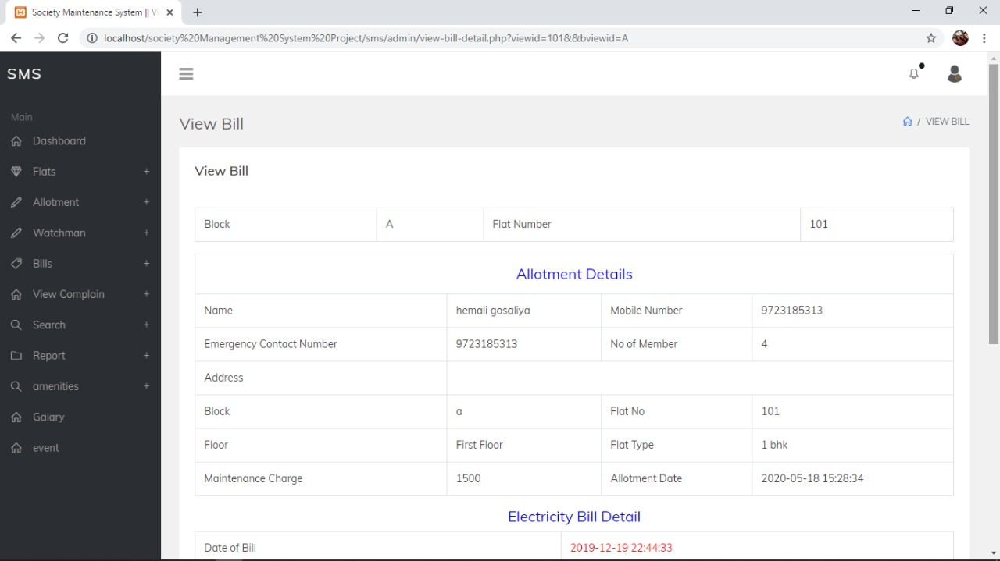 Society Maintenance System || Vi
localhost/society%20Management%20System%20Project/sms/admin/view-bill-detail.php?viewid=101&&bviewid=A
SMS
Main
Dashboard
Flats +
Allotment +
Watchman +
Bills +
View Complain +
Search +
Report +
amenities +
Galary
event
View Bill
/ VIEW BILL
View Bill
Block A Flat Number 101
Allotment Details
Name hemali gosaliya Mobile Number 9723185313
Emergency Contact Number 9723185313 No of Member 4
Address
Block a Flat No 101
Floor First Floor Flat Type 1 bhk
Maintenance Charge 1500 Allotment Date 2020-05-18 15:28:34
Electricity Bill Detail
Date of Bill 2019-12-19 22:44:33